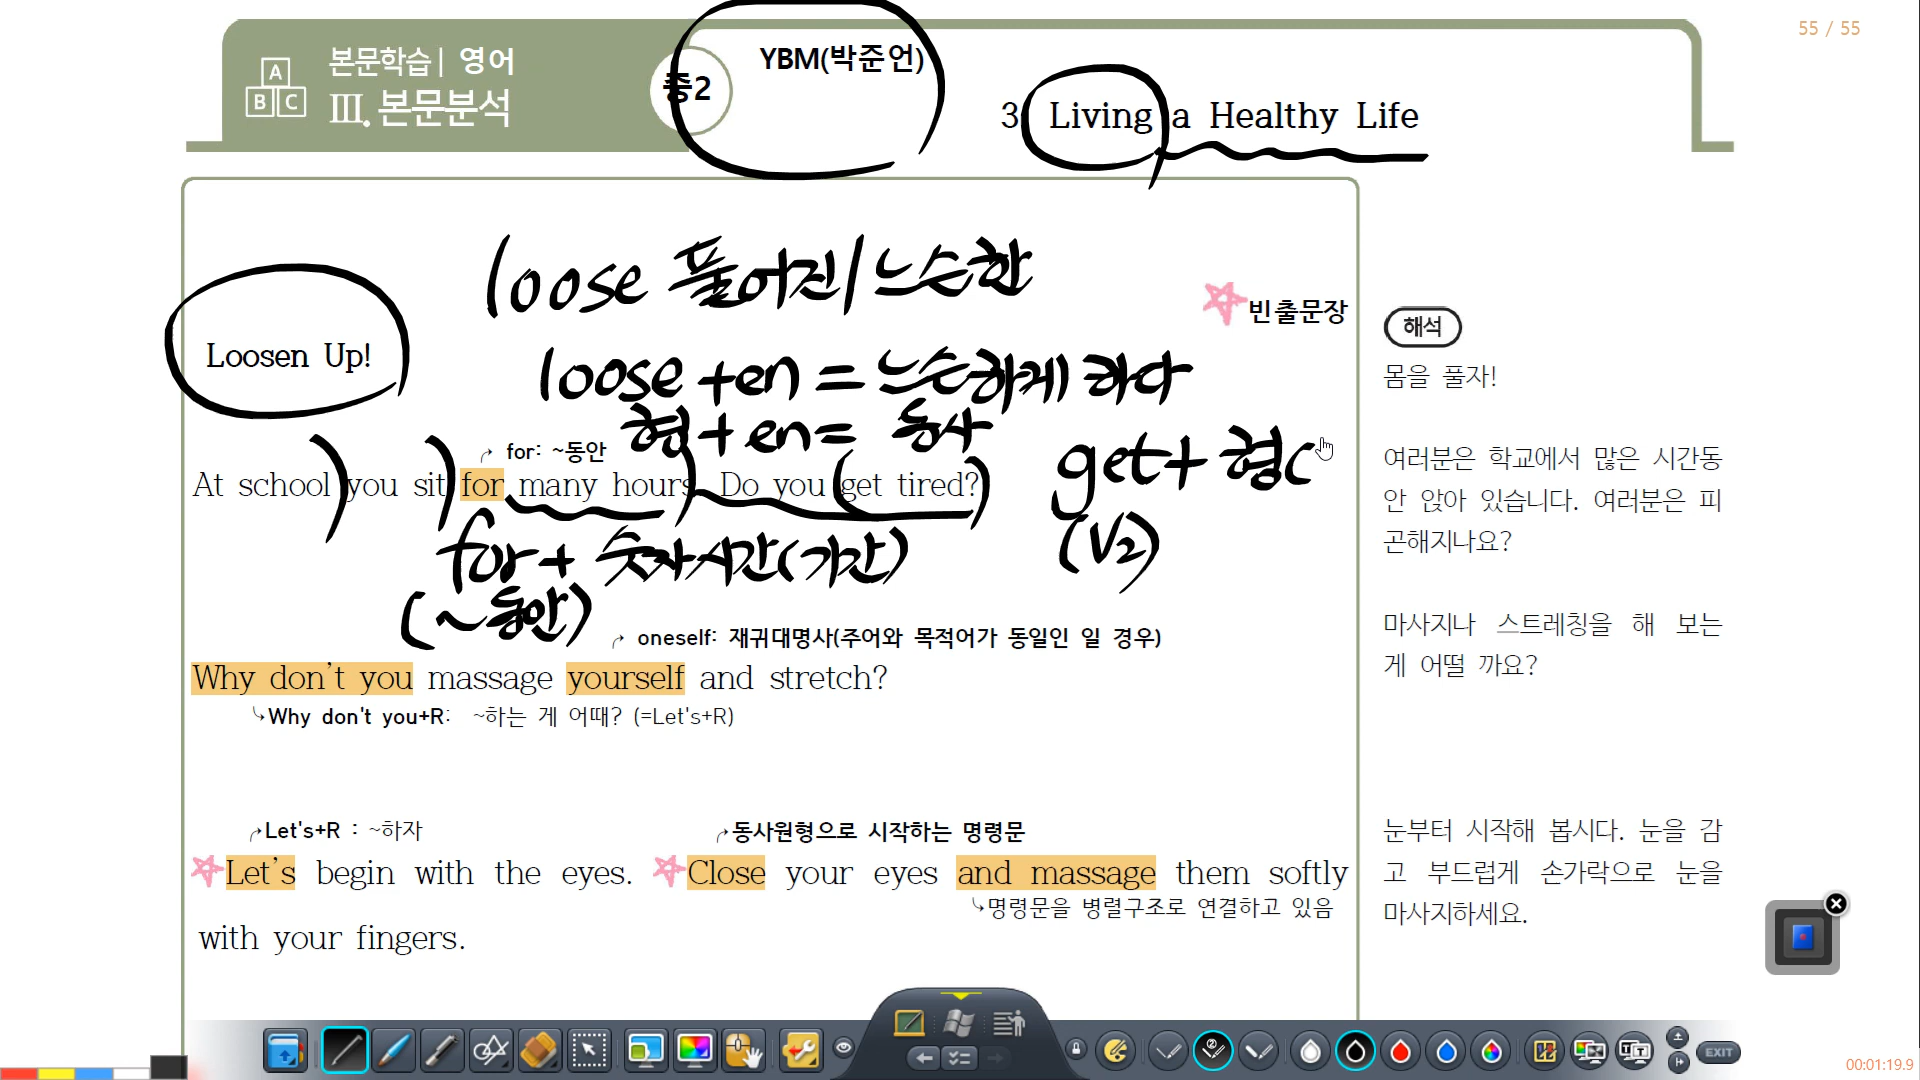 55 / 55
본문학습| 영어
Ⅲ. 본문분석
A
B C
중2
YBM(박준언)
3. Living a Healthy Life
loose 풀어진/느슨한
빈출문장
Loosen Up!
loose +en = 느슨하게 하다
형+en= 동사
for: ~동안
At school you sit for many hours. Do you get tired?
get+형C
(V2)
for+ 숫자시간(기간)
(~동안)
oneself: 재귀대명사(주어와 목적어가 동일인 일 경우)
Why don't you massage yourself and stretch?
Why don't you+R: ~하는 게 어때? (=Let's+R)
Let's+R : ~하자
동사원형으로 시작하는 명령문
Let's begin with the eyes. Close your eyes and massage them softly
명령문을 병렬구조로 연결하고 있음
with your fingers.
해석
몸을 풀자!
여러분은 학교에서 많은 시간동
안 앉아 있습니다. 여러분은 피
곤해지나요?
마사지나 스트레칭을 해 보는
게 어떨 까요?
눈부터 시작해 봅시다. 눈을 감
고 부드럽게 손가락으로 눈을
마사지하세요.
EXIT
00:01:19.9